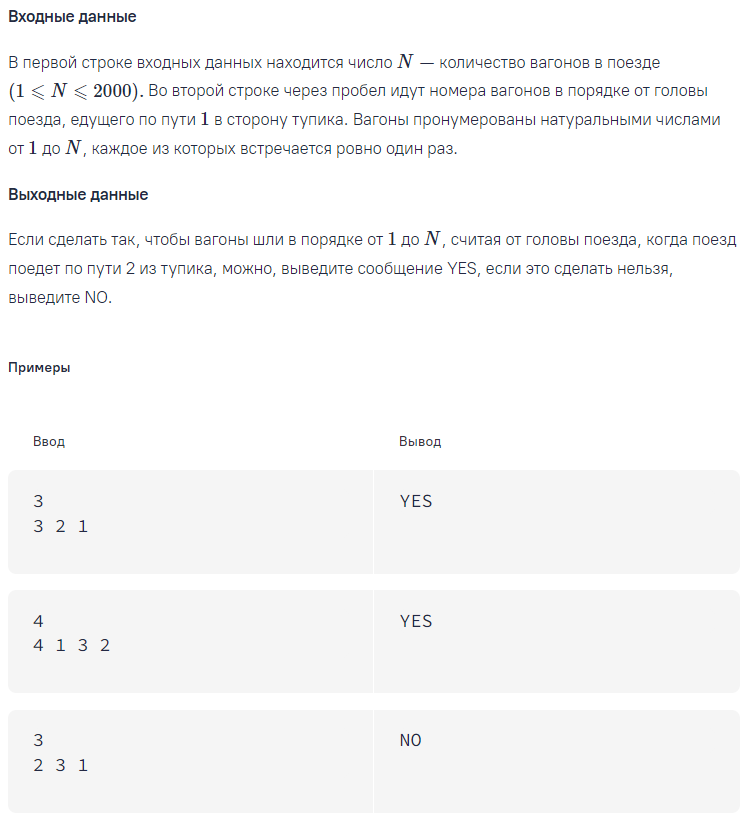 Входные данные
В первой строке входных данных находится число N — количество вагонов в поезде
(1 ⩽ N ⩽ 2000). Во второй строке через пробел идут номера вагонов в порядке от головы
поезда, едущего по пути 1 в сторону тупика. Вагоны пронумерованы натуральными числами
от 1 до N, каждое из которых встречается ровно один раз.
Выходные данные
Если сделать так, чтобы вагоны шли в порядке от 1 до N, считая от головы поезда, когда поезд
поедет по пути 2 из тупика, можно, выведите сообщение YES, если это сделать нельзя,
выведите NO.
Примеры
Ввод Вывод
3 YES
3 2 1
4 YES
4 1 3 2
3 NO
2 3 1